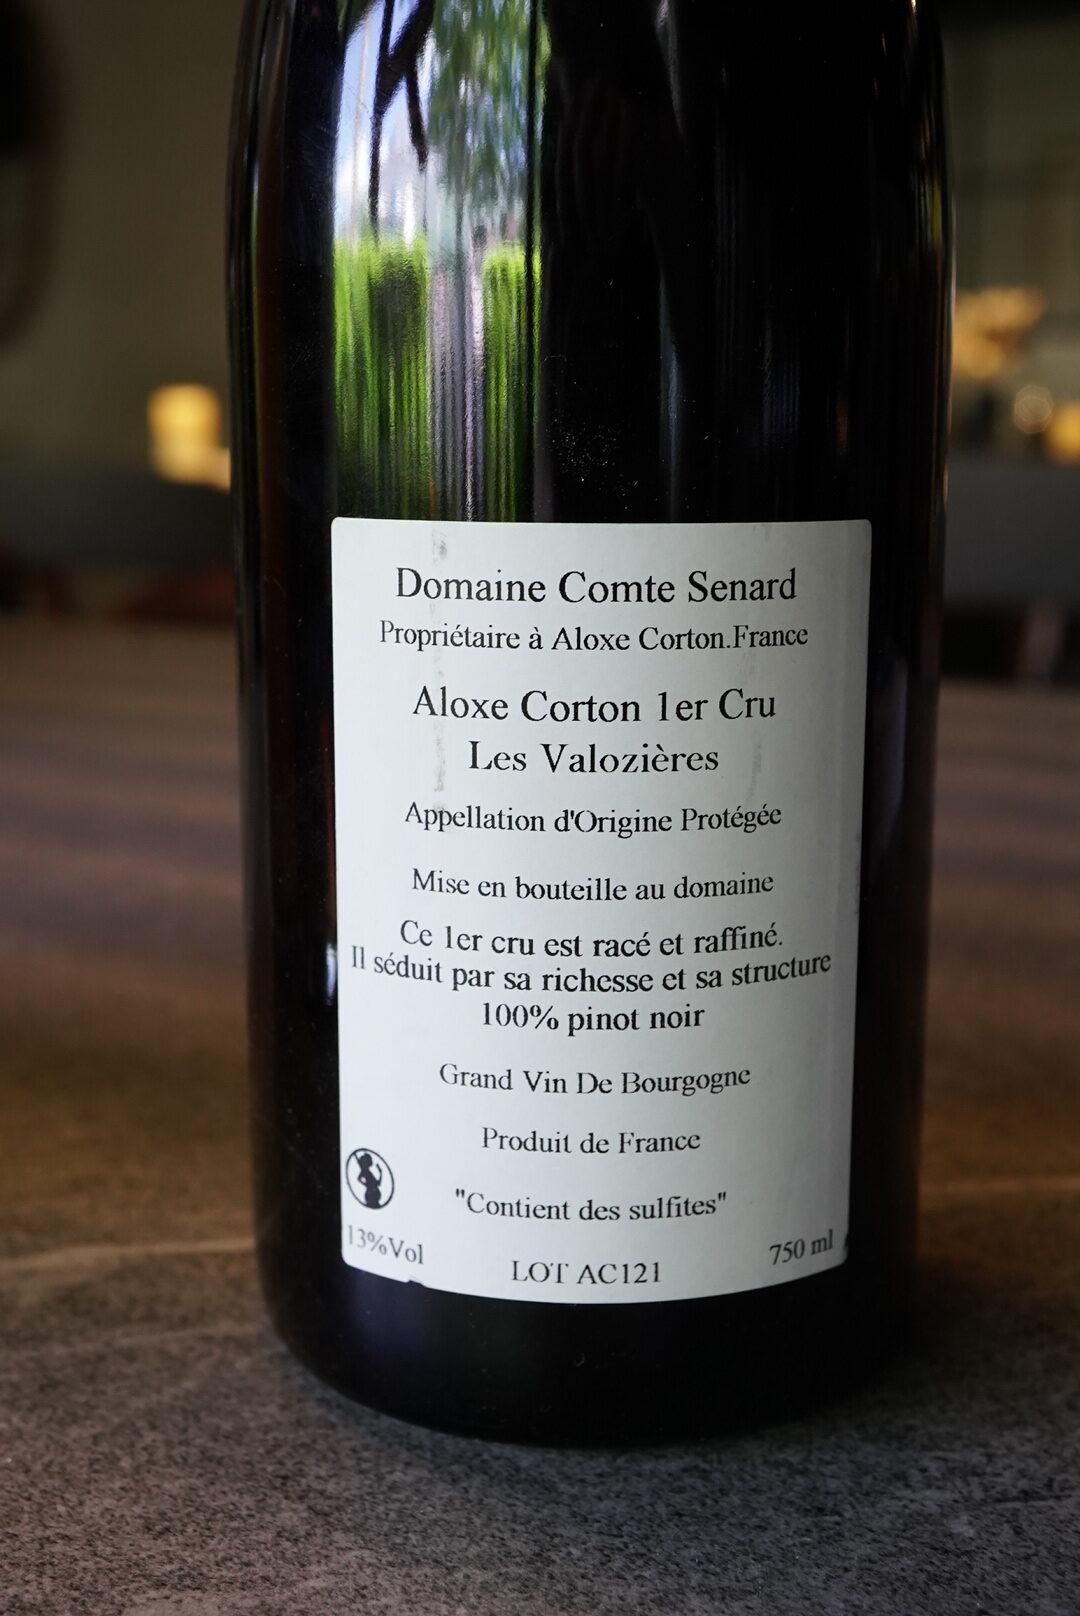 Domaine Comte Senard
Propriétaire à Aloxe Corton.France
Aloxe Corton 1er Cru
Les Valozières
Appellation d'Origine Protégée
Mise en bouteille au domaine
Ce 1er cru est racé et raffiné.
Il séduit par sa richesse et sa structure
100% pinot noir
Grand Vin De Bourgogne
Produit de France
"Contient des sulfites"
13%Vol
LOT AC121
750 ml